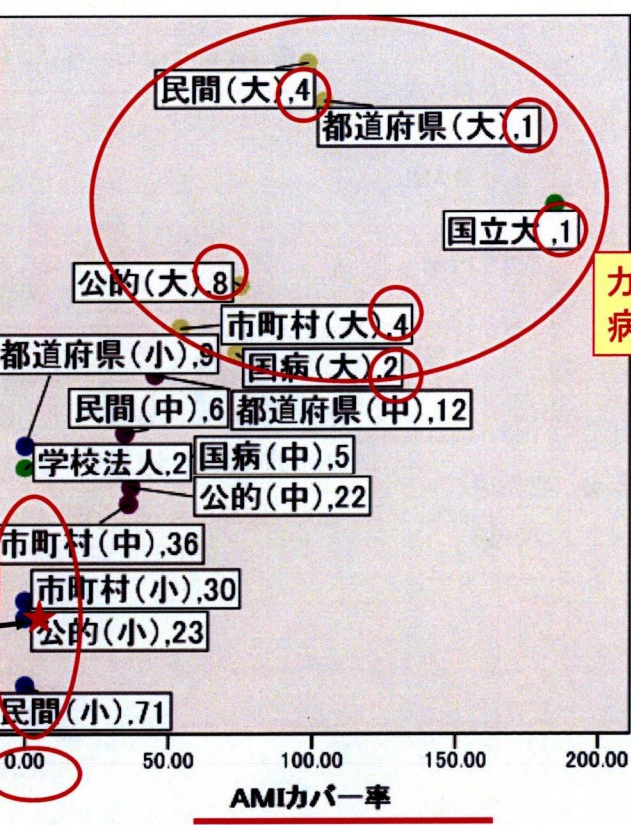 民間(大),4
都道府県(大),1
国立大 ,1
公的(大),8
市町村(大),4
都道府県(小),9
国病(大),2
民間(中),6
都道府県(中),12
学校法人,2
国病(中),5
公的(中),22
市町村(中),36
市町村(小),30
公的(小),23
民間(小),71
カ
病
0.00
50.00
100.00
150.00
200.00
AMIカバー率